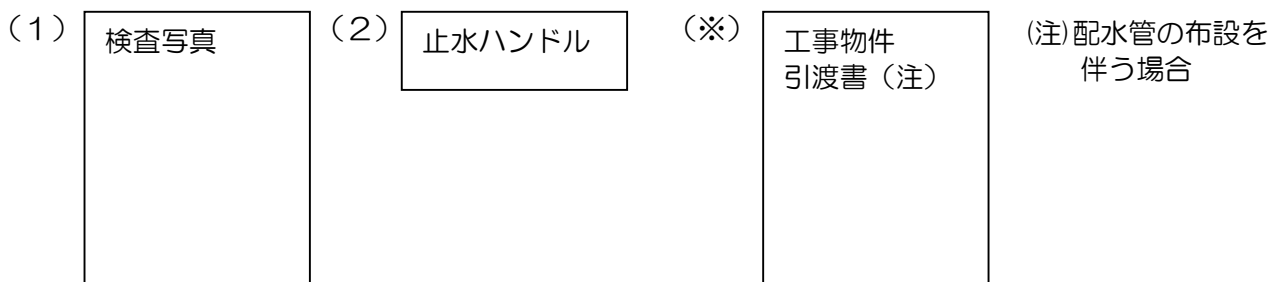 （1） 検査写真
（2） 止水ハンドル
（※） 工事物件
引渡書（注）
(注)配水管の布設を
伴う場合